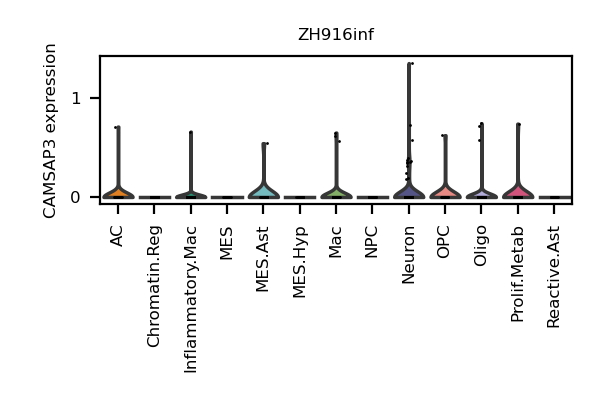 ZH916inf
CAMSAP3 expression
1
0
AC
Chromatin.Reg
Inflammatory.Mac
MES
MES.Ast
MES.Hyp
Mac
NPC
Neuron
OPC
Oligo
Prolif.Metab
Reactive.Ast